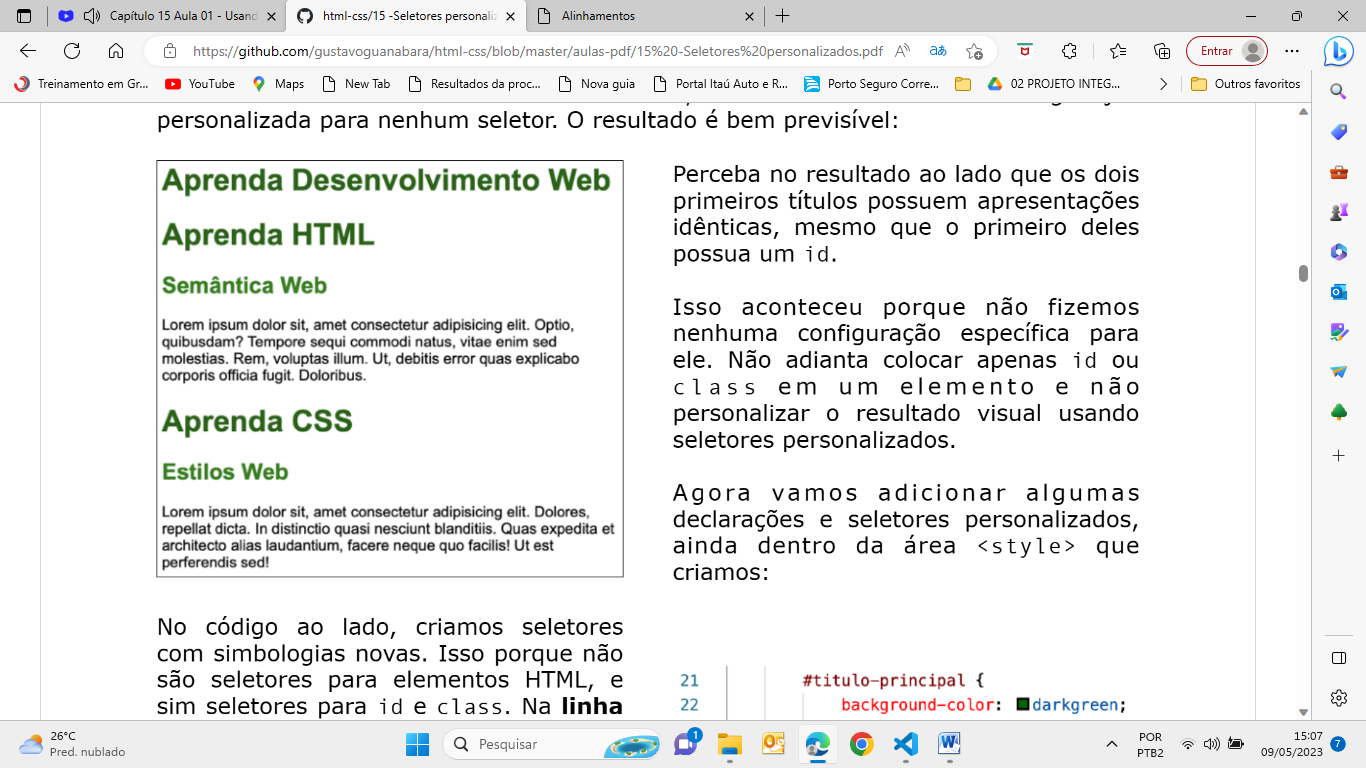 Capítulo 15 Aula 01 - Usand
html-css/15 -Seletores personaliz
Alinhamentos
https://github.com/gustavoguanabara/html-css/blob/master/aulas-pdf/15%20-Seletores%20personalizados.pdf
Entrar
Treinamento em Gr...
YouTube
Maps
New Tab
Resultados da proc...
Nova guia
Portal Itaú Auto e R...
Porto Seguro Corre...
02 PROJETO INTEG...
Outros favoritos
personalizada para nenhum seletor. O resultado é bem previsível:
Aprenda Desenvolvimento Web
Aprenda HTML
Semântica Web
Lorem ipsum dolor sit, amet consectetur adipisicing elit. Optio,
quibusdam? Tempore sequi commodi natus, vitae enim sed
molestias. Rem, voluptas illum. Ut, debitis error quas explicabo
corporis officia fugit. Doloribus.
Aprenda CSS
Estilos Web
Lorem ipsum dolor sit, amet consectetur adipisicing elit. Dolores,
repellat dicta. In distinctio quasi nesciunt blanditiis. Quas expedita et
architecto alias laudantium, facere neque quo facilis! Ut est
perferendis sed!
No código ao lado, criamos seletores
com simbologias novas. Isso porque não
são seletores para elementos HTML, e
sim seletores para id e class. Na linha
Perceba no resultado ao lado que os dois
primeiros títulos possuem apresentações
idênticas, mesmo que o primeiro deles
possua um id.
Isso aconteceu porque não fizemos
nenhuma configuração específica para
ele. Não adianta colocar apenas id ou
class em um elemento e não
personalizar o resultado visual usando
seletores personalizados.
Agora vamos adicionar algumas
declarações e seletores personalizados,
ainda dentro da área <style> que
criamos:
21 #titulo-principal {
22 background-color: darkgreen;
26°C
Pred. nublado
Pesquisar
1
POR
PTB2
15:07
09/05/2023
7